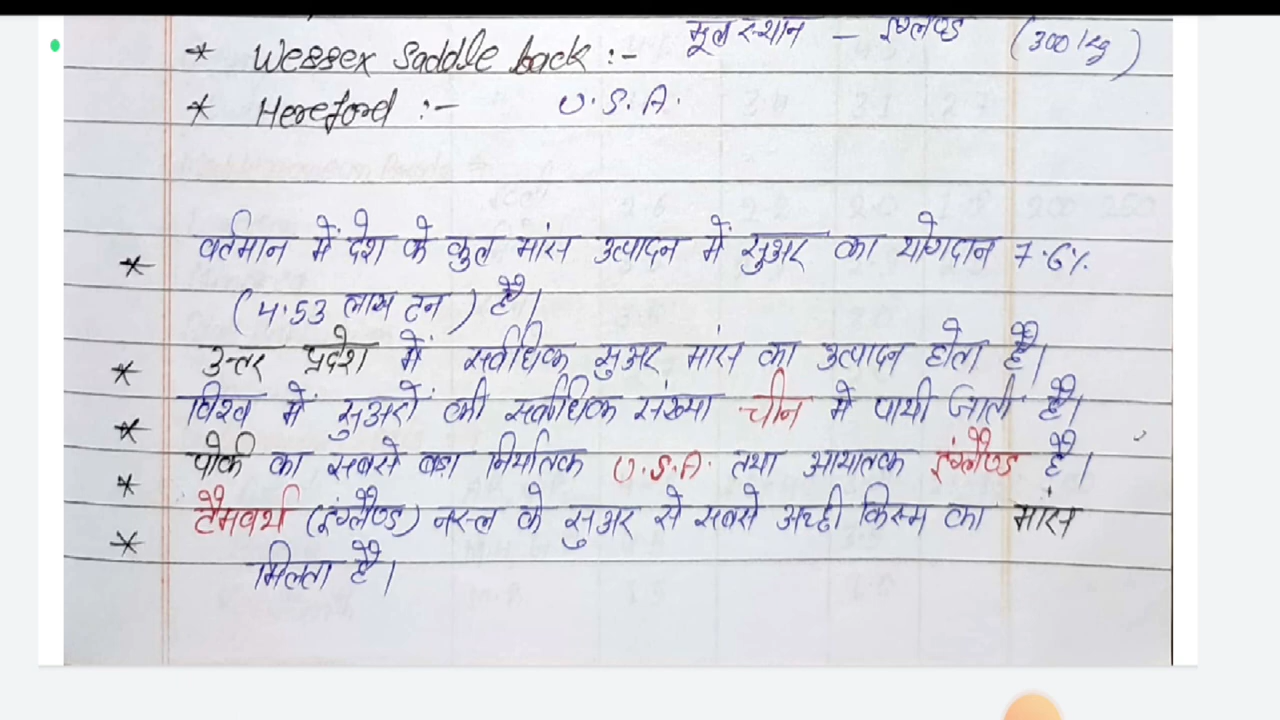 * Wessex Saddle back :- मूल स्थान - इंग्लैण्ड (300 kg)
* Hereford :- U.S.A.
* वर्तमान में देश के कुल मांस उत्पादन में सुअर का योगदान 7.6%
(4.53 लाख टन) है।
* उत्तर प्रदेश में सर्वाधिक सुअर मांस का उत्पादन होता है।
* विश्व में सुअरों की सर्वाधिक संख्या चीन में पायी जाती है।
* पोर्क का सबसे बड़ा निर्यातक U.S.A. तथा आयातक इंग्लैण्ड है।
* टैमवर्थ (इंग्लैण्ड) नस्ल के सुअर से सबसे अच्छी किस्म का मांस
मिलता है।